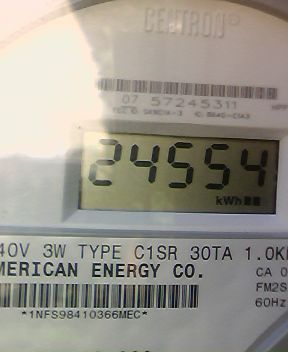 CENTRON®
07 57245311
24554
kWh
40V 3W TYPE C1SR 30TA 1.0K
MERICAN ENERGY CO.
CA 0
FM2S
60Hz
*1NFS98410366MEC*